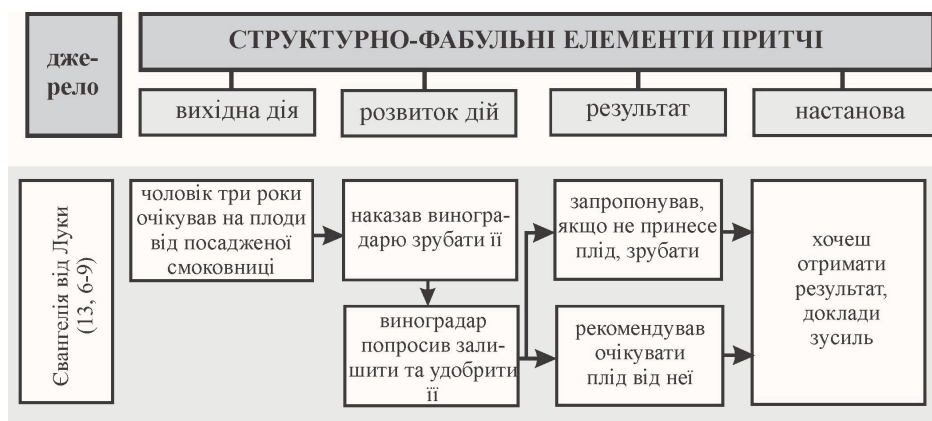 дже-
рело
СТРУКТУРНО-ФАБУЛЬНІ ЕЛЕМЕНТИ ПРИТЧІ
вихідна дія
розвиток дій
результат
настанова
Євангелія від Луки
(13, 6-9)
чоловік три роки
очікував на плоди
від посадженої
смоковниці
наказав виногра-
дарю зрубати її
виноградар
попросив зали-
шити та удобрити
її
запропонував,
якщо не принесе
плід, зрубати
рекомендував
очікувати
плід від неї
хочеш
отримати
результат,
доклади
зусиль